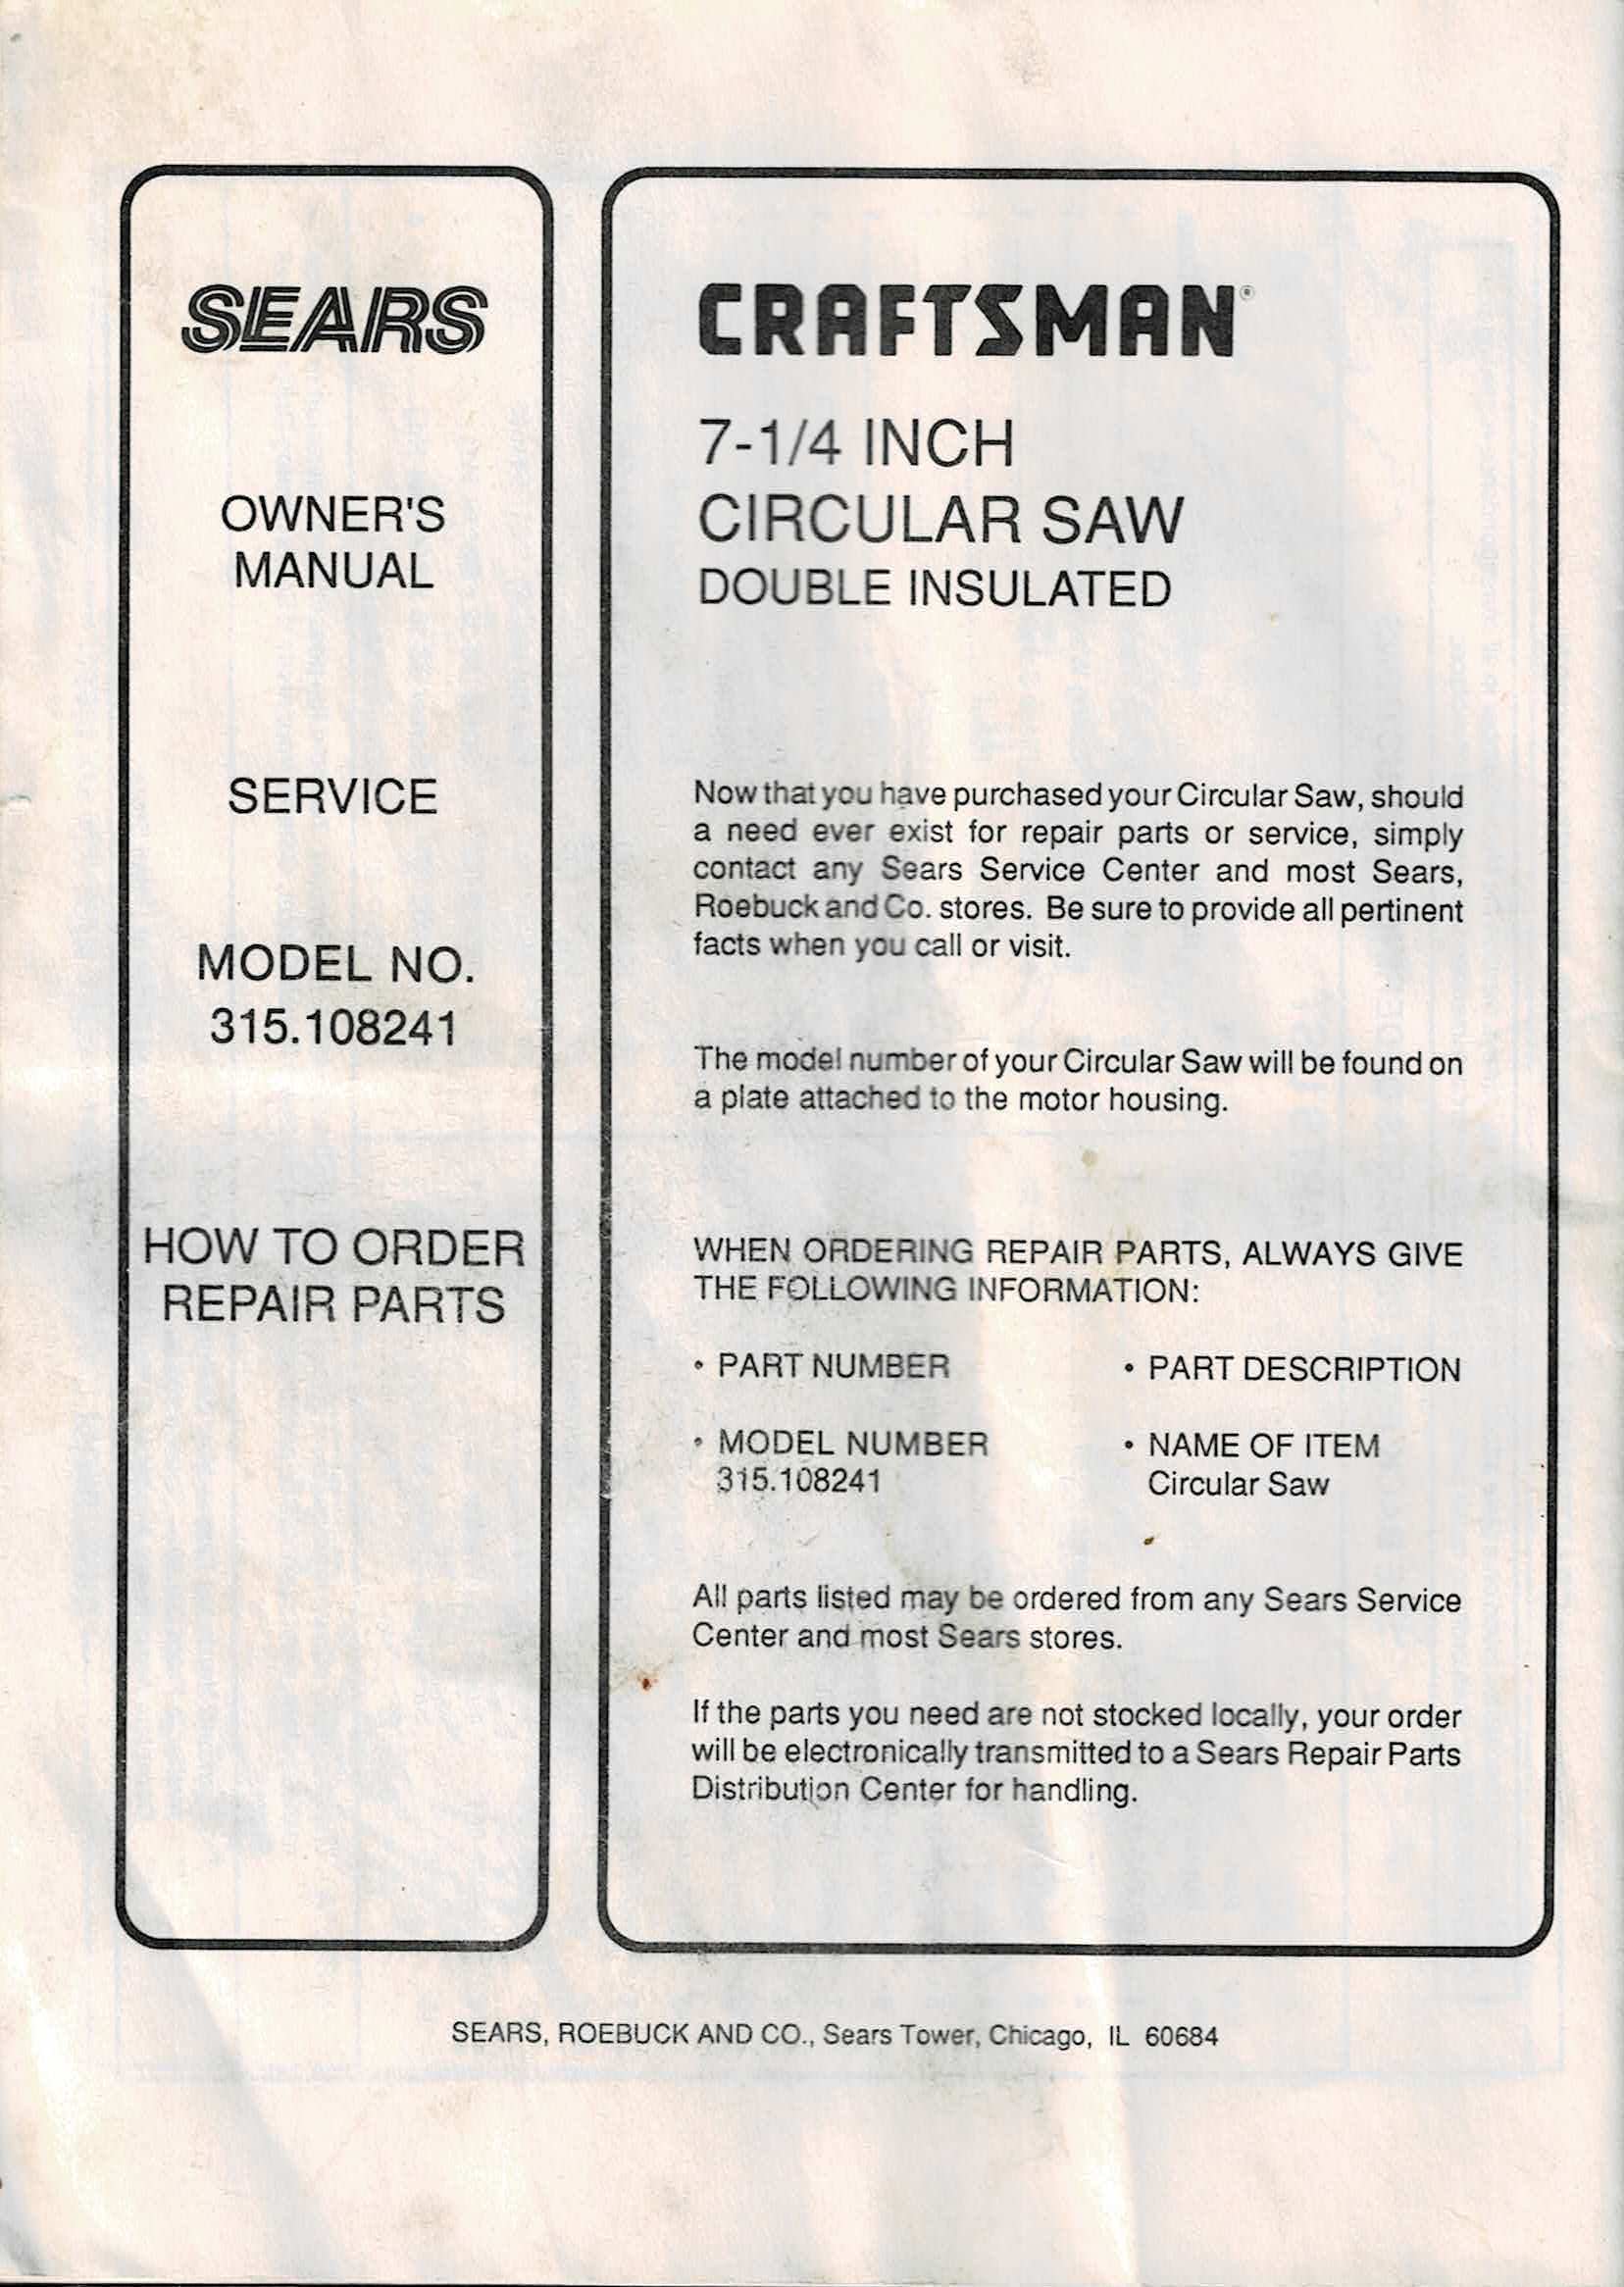 SEARS
OWNER'S
MANUAL
SERVICE
MODEL NO.
315.108241
HOW TO ORDER
REPAIR PARTS
CRAFTSMAN®
7-1/4 INCH
CIRCULAR SAW
DOUBLE INSULATED
Now that you have purchased your Circular Saw, should
a need ever exist for repair parts or service, simply
contact any Sears Service Center and most Sears,
Roebuck and Co. stores. Be sure to provide all pertinent
facts when you call or visit.
The model number of your Circular Saw will be found on
a plate attached to the motor housing.
WHEN ORDERING REPAIR PARTS, ALWAYS GIVE
THE FOLLOWING INFORMATION:
• PART NUMBER • PART DESCRIPTION
• MODEL NUMBER • NAME OF ITEM
315.108241 Circular Saw
All parts listed may be ordered from any Sears Service
Center and most Sears stores.
If the parts you need are not stocked locally, your order
will be electronically transmitted to a Sears Repair Parts
Distribution Center for handling.
SEARS, ROEBUCK AND CO., Sears Tower, Chicago, IL 60684